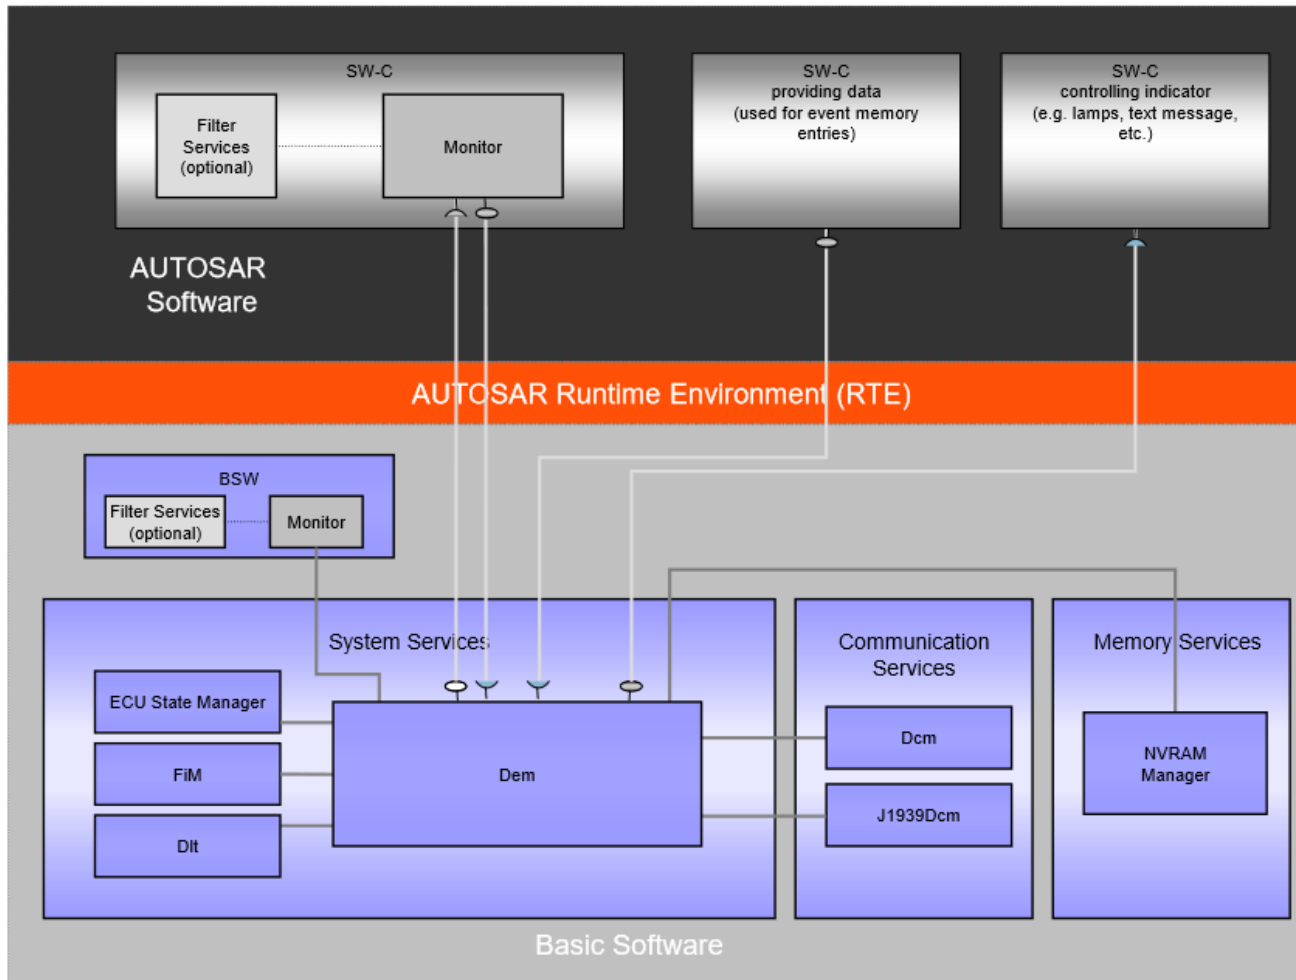 SW-C
Filter
Services
(optional)
Monitor
SW-C
providing data
(used for event memory
entries)
SW-C
controlling indicator
(e.g. lamps, text message,
etc.)
AUTOSAR
Software
AUTOSAR Runtime Environment (RTE)
BSW
Filter Services
(optional)
Monitor
System Services
ECU State Manager
FiM
Dlt
Dem
Communication
Services
Dcm
J1939Dcm
Memory Services
NVRAM
Manager
Basic Software